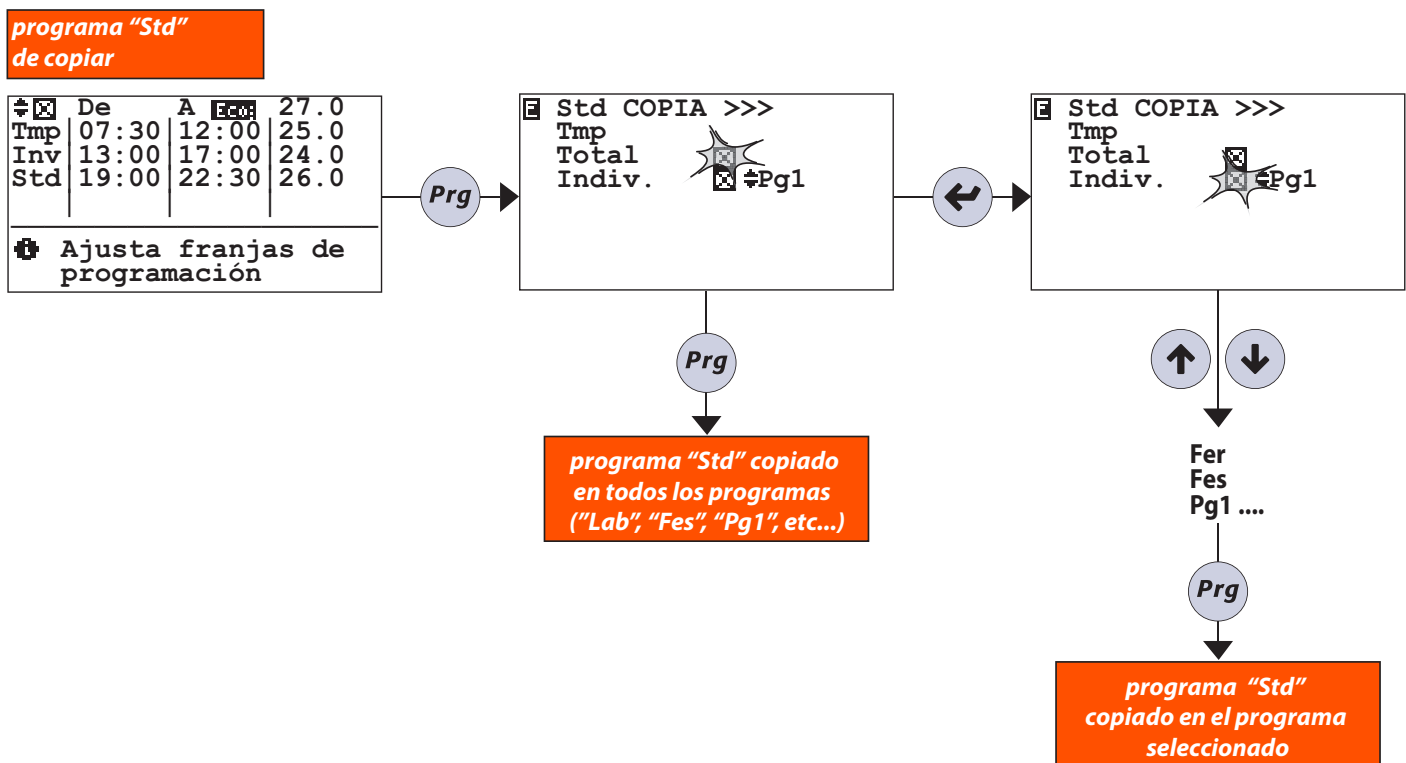 programa “Std”
de copiar
De A Eco 27.0
Tmp 07:30 12:00 25.0
Inv 13:00 17:00 24.0
Std 19:00 22:30 26.0
Ajusta franjas de
programación
Prg
E Std COPIA >>>
Tmp
Total
Indiv. Pg1
E Std COPIA >>>
Tmp
Total
Indiv. Pg1
Prg
programa “Std” copiado
en todos los programas
(”Lab”, “Fes”, “Pg1”, etc...)
Fer
Fes
Pg1 ....
Prg
programa “Std”
copiado en el programa
seleccionado